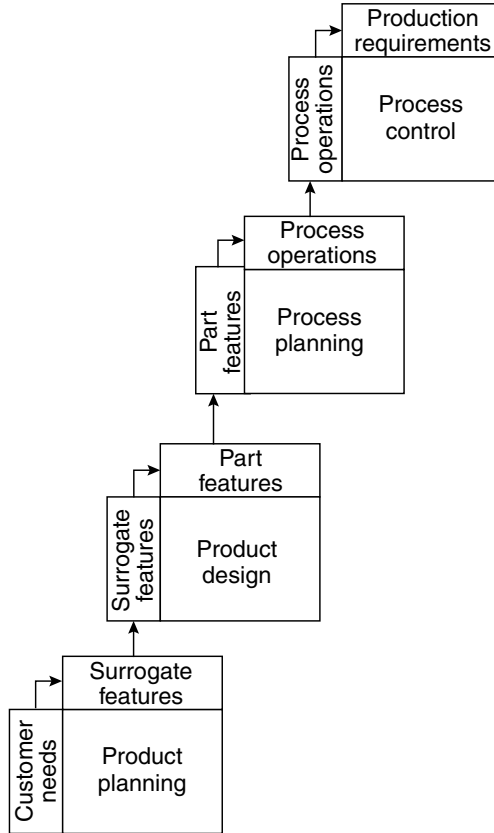 Production
requirements
Process
operations
Process
control
Process
operations
Part
features
Process
planning
Part
features
Surrogate
features
Product
design
Surrogate
features
Customer
needs
Product
planning